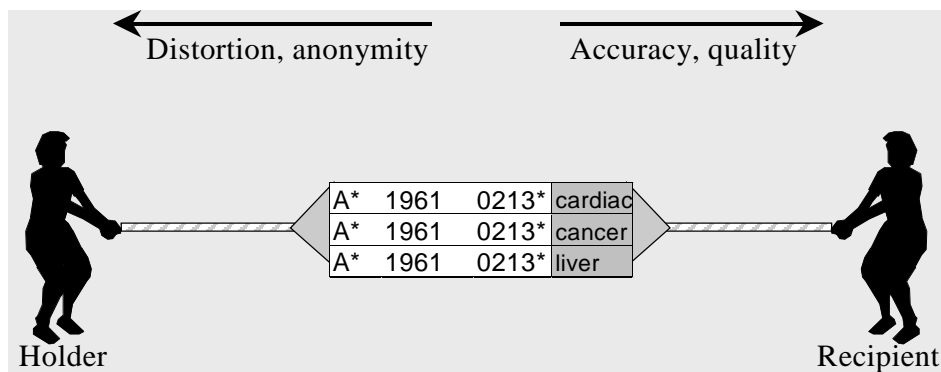 Distortion, anonymity Accuracy, quality
A* 1961 0213* cardiac
A* 1961 0213* cancer
A* 1961 0213* liver
Holder Recipient